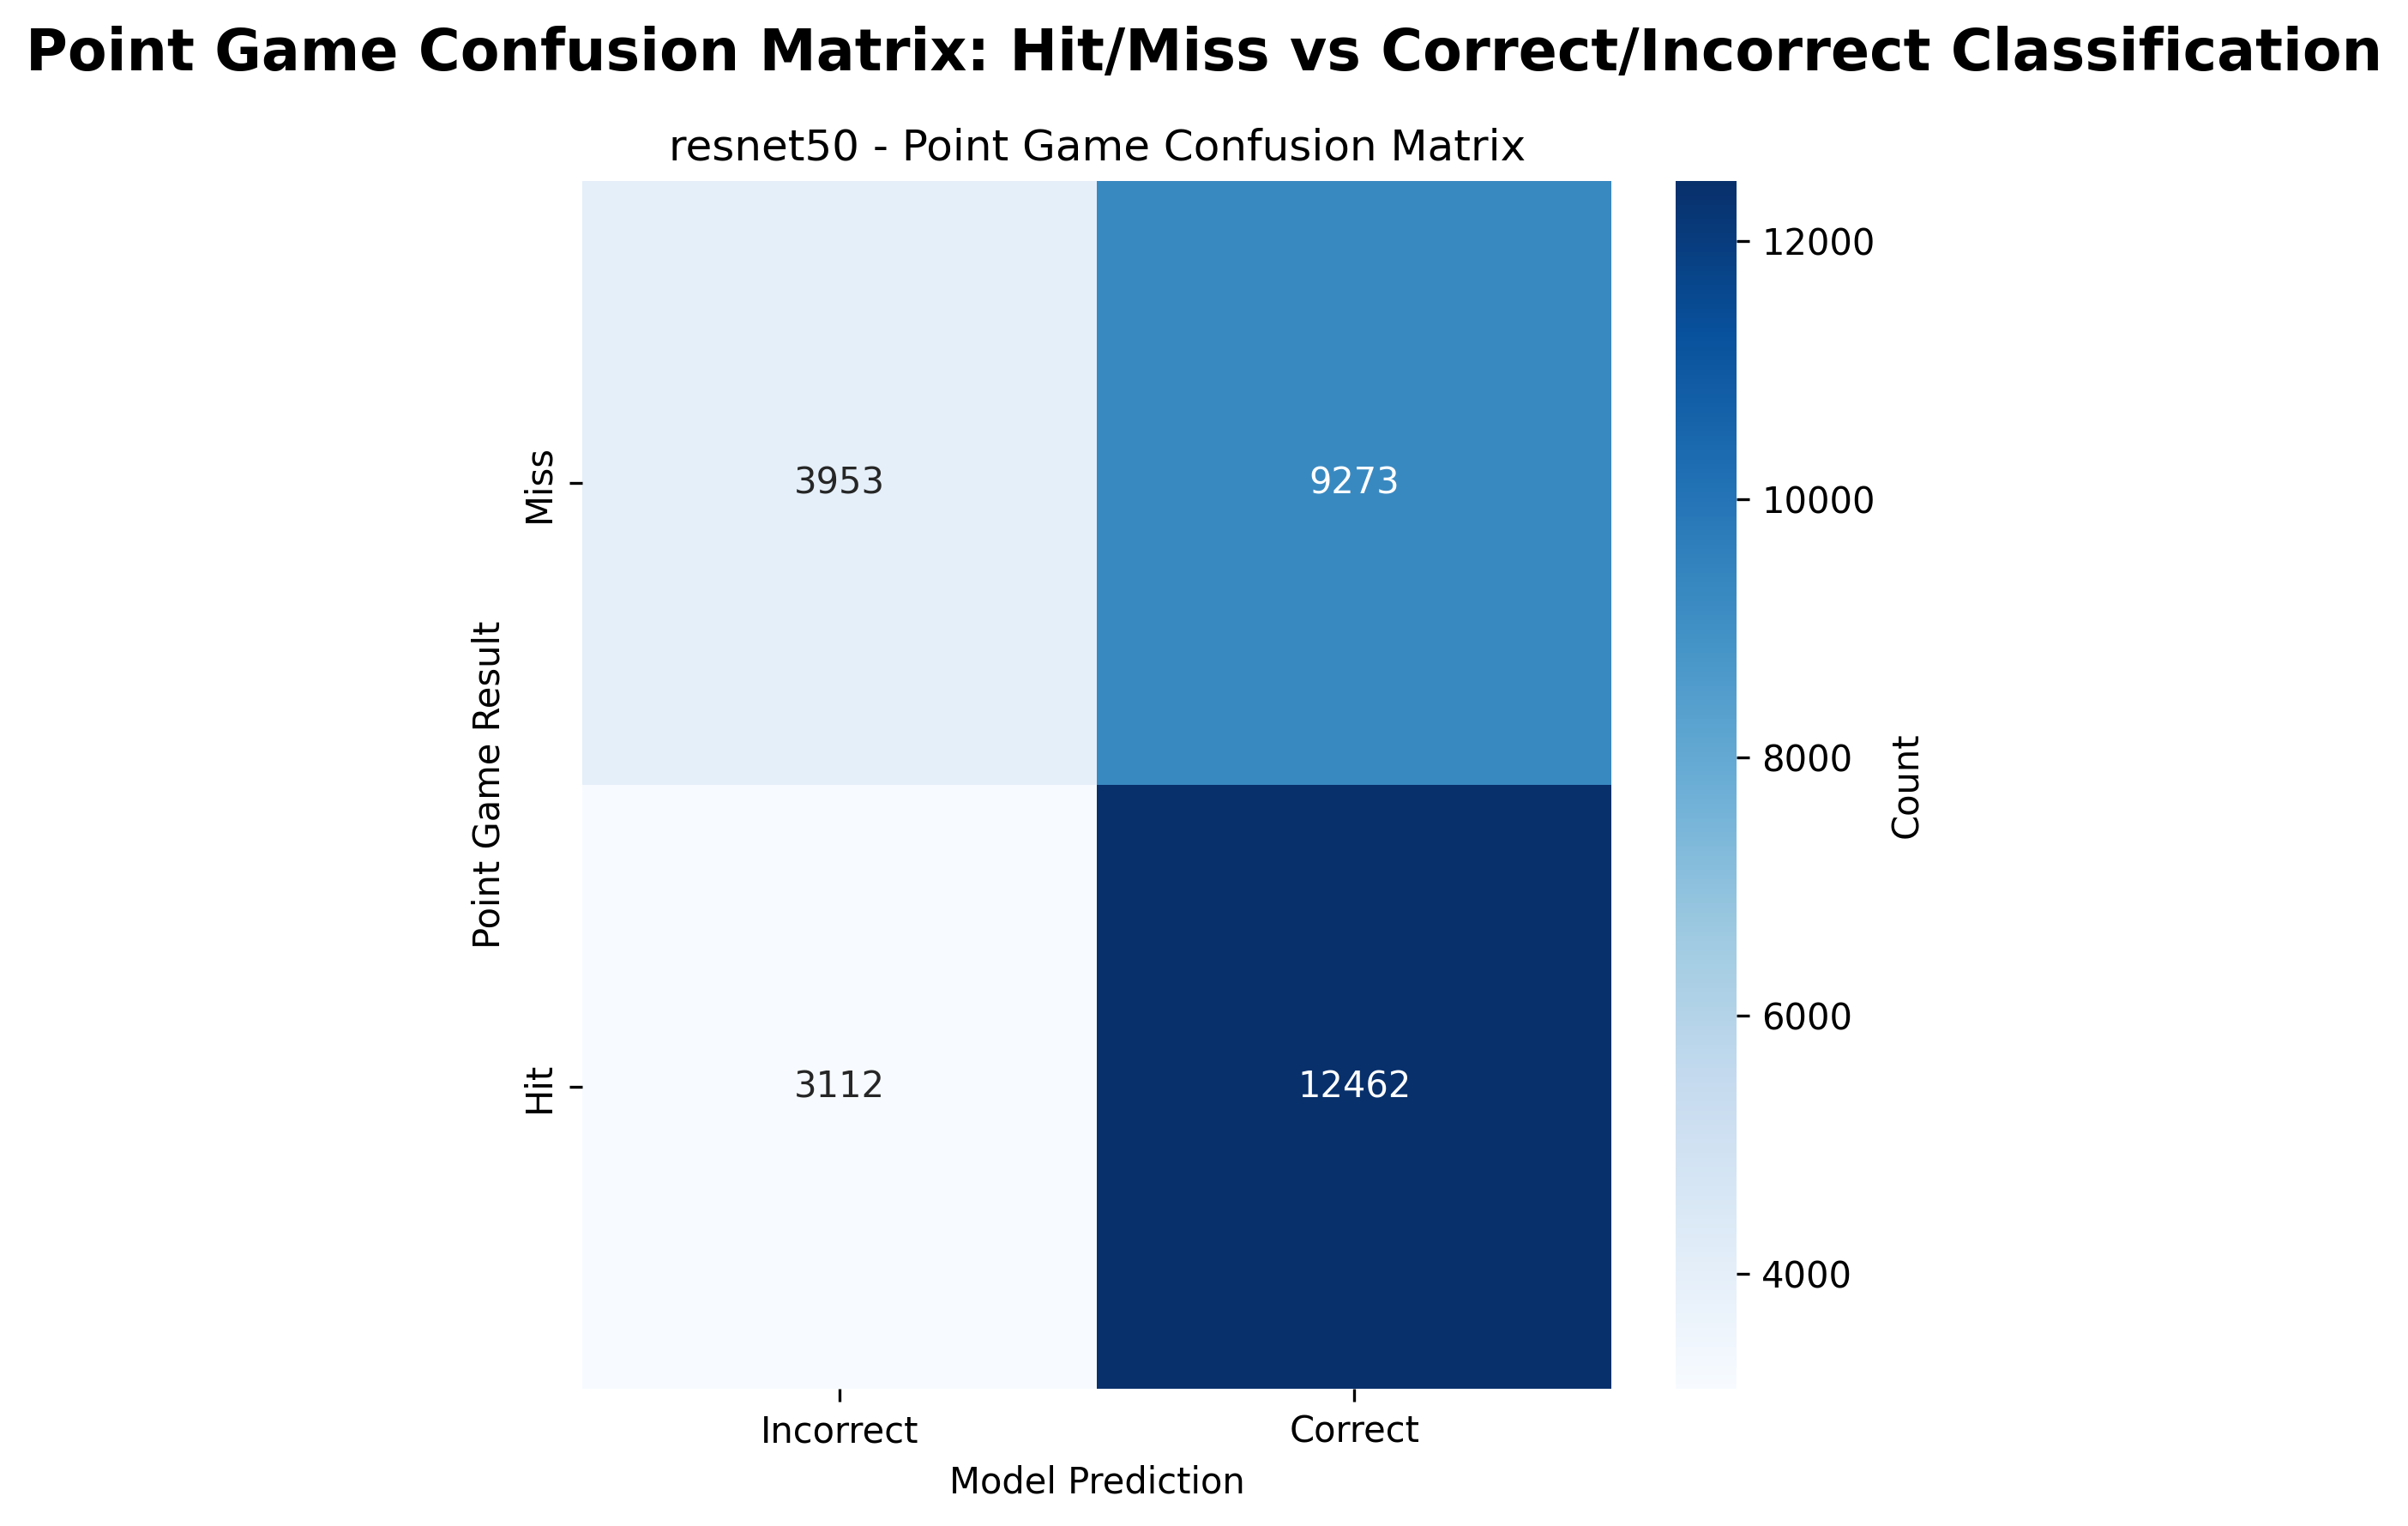 Point Game Confusion Matrix: Hit/Miss vs Correct/Incorrect Classification
resnet50 - Point Game Confusion Matrix
Point Game Result
Miss
Hit
3953
9273
3112
12462
Incorrect
Correct
Model Prediction
12000
10000
8000
6000
4000
Count